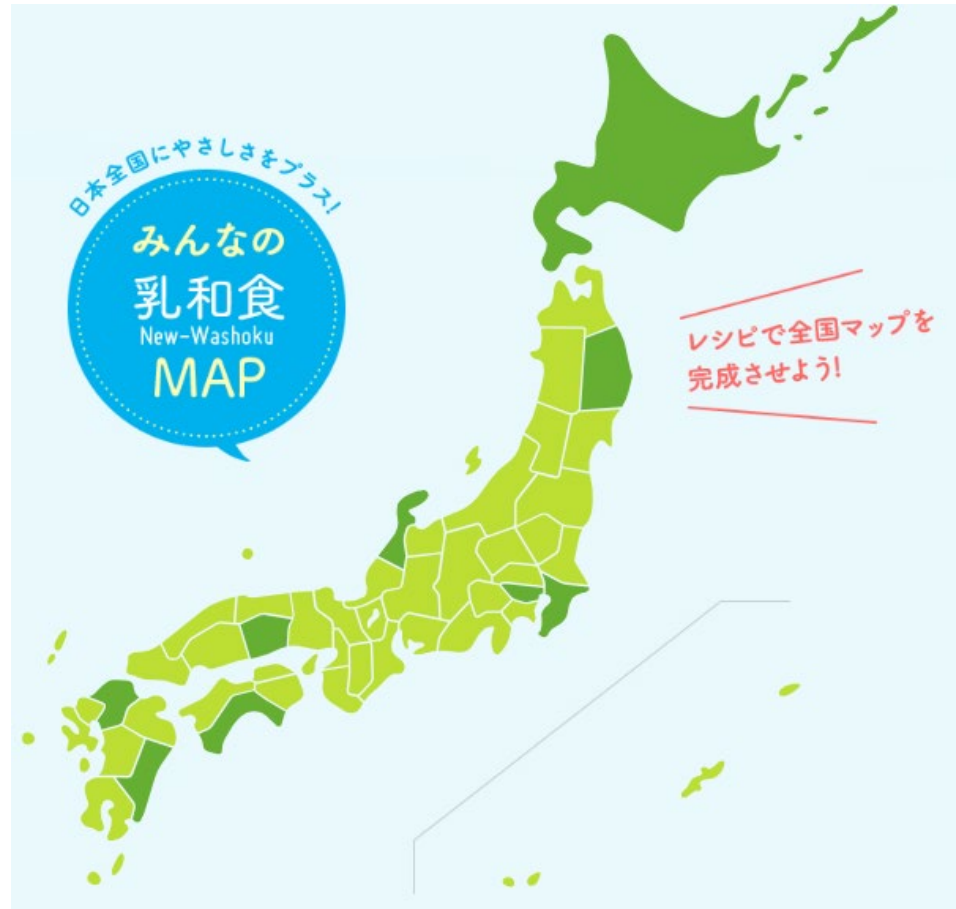 日本全国にやさしさをプラス!
みんなの
乳和食
New-Washoku
MAP
レシピで全国マップを
完成させよう!